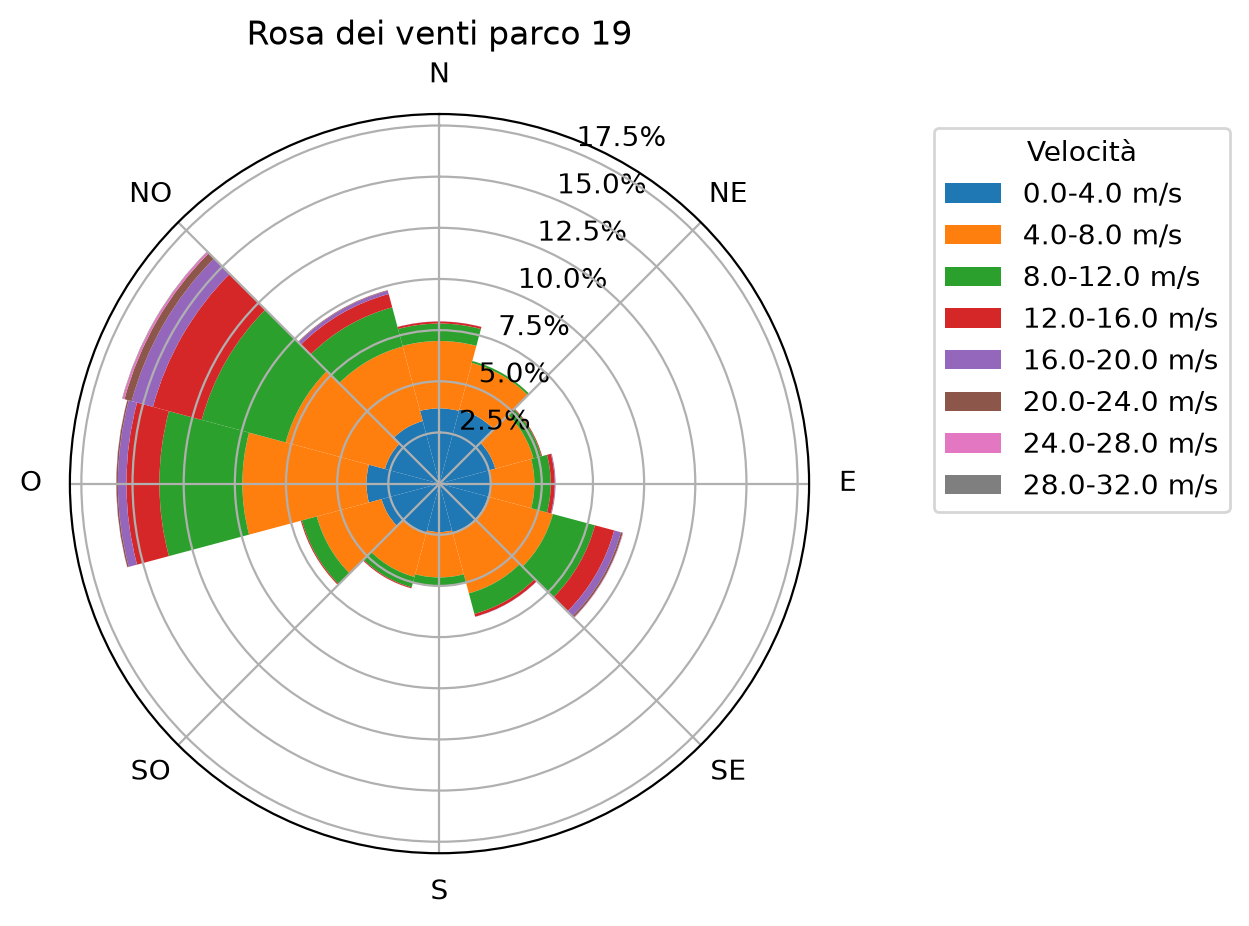 Rosa dei venti parco 19
N
17.5%
15.0%
12.5%
10.0%
7.5%
5.0%
2.5%
NO
NE
O
E
SO
SE
S
Velocità
0.0-4.0 m/s
4.0-8.0 m/s
8.0-12.0 m/s
12.0-16.0 m/s
16.0-20.0 m/s
20.0-24.0 m/s
24.0-28.0 m/s
28.0-32.0 m/s